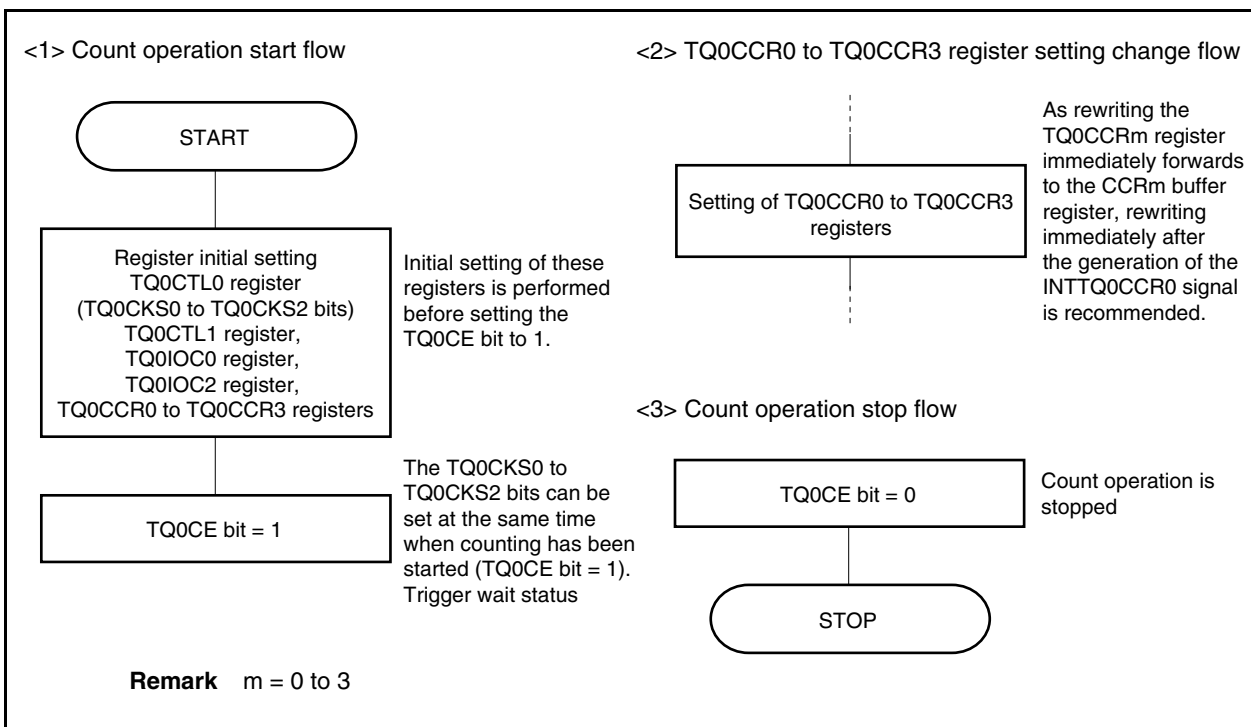 <1> Count operation start flow
START
Register initial setting
TQ0CTL0 register
(TQ0CKS0 to TQ0CKS2 bits)
TQ0CTL1 register,
TQ0IOC0 register,
TQ0IOC2 register,
TQ0CCR0 to TQ0CCR3 registers
Initial setting of these
registers is performed
before setting the
TQ0CE bit to 1.
TQ0CE bit = 1
The TQ0CKS0 to
TQ0CKS2 bits can be
set at the same time
when counting has been
started (TQ0CE bit = 1).
Trigger wait status
<2> TQ0CCR0 to TQ0CCR3 register setting change flow
Setting of TQ0CCR0 to TQ0CCR3
registers
As rewriting the
TQ0CCRm register
immediately forwards
to the CCRm buffer
register, rewriting
immediately after
the generation of the
INTTQ0CCR0 signal
is recommended.
<3> Count operation stop flow
TQ0CE bit = 0
Count operation is
stopped
STOP
Remark m = 0 to 3